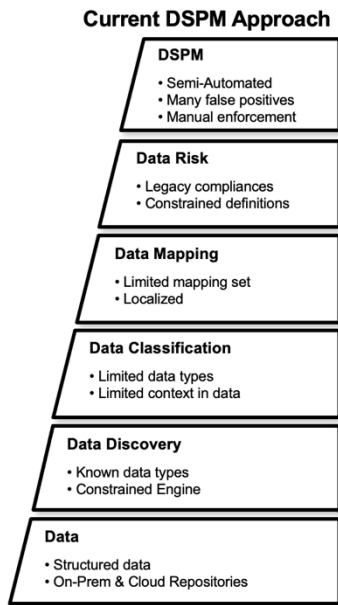 Current DSPM Approach
DSPM
• Semi-Automated
• Many false positives
• Manual enforcement
Data Risk
• Legacy compliances
• Constrained definitions
Data Mapping
• Limited mapping set
• Localized
Data Classification
• Limited data types
• Limited context in data
Data Discovery
• Known data types
• Constrained Engine
Data
• Structured data
• On-Prem & Cloud Repositories